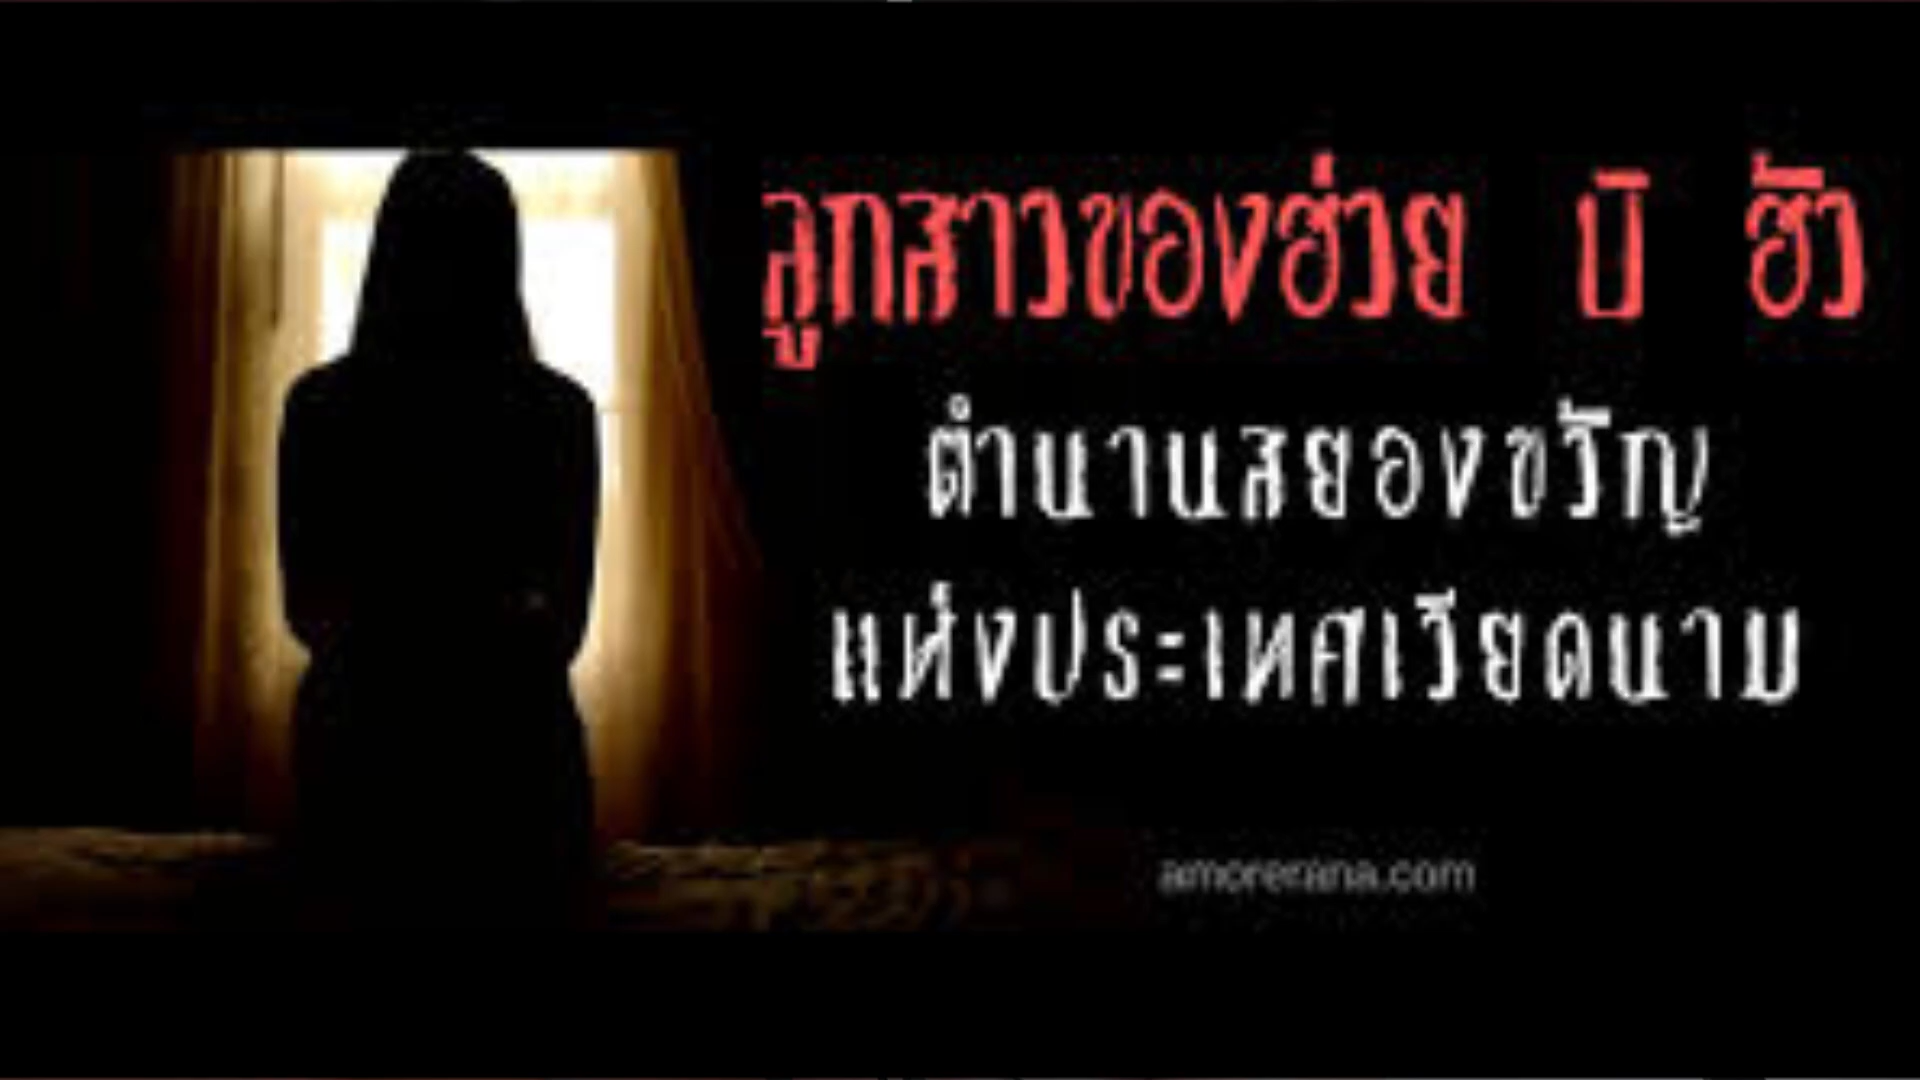 ลูกสาวของฮ่วย บิ ฮัว
ตำนานสยองขวัญ
แห่งประเทศเวียดนาม
amorerana.com